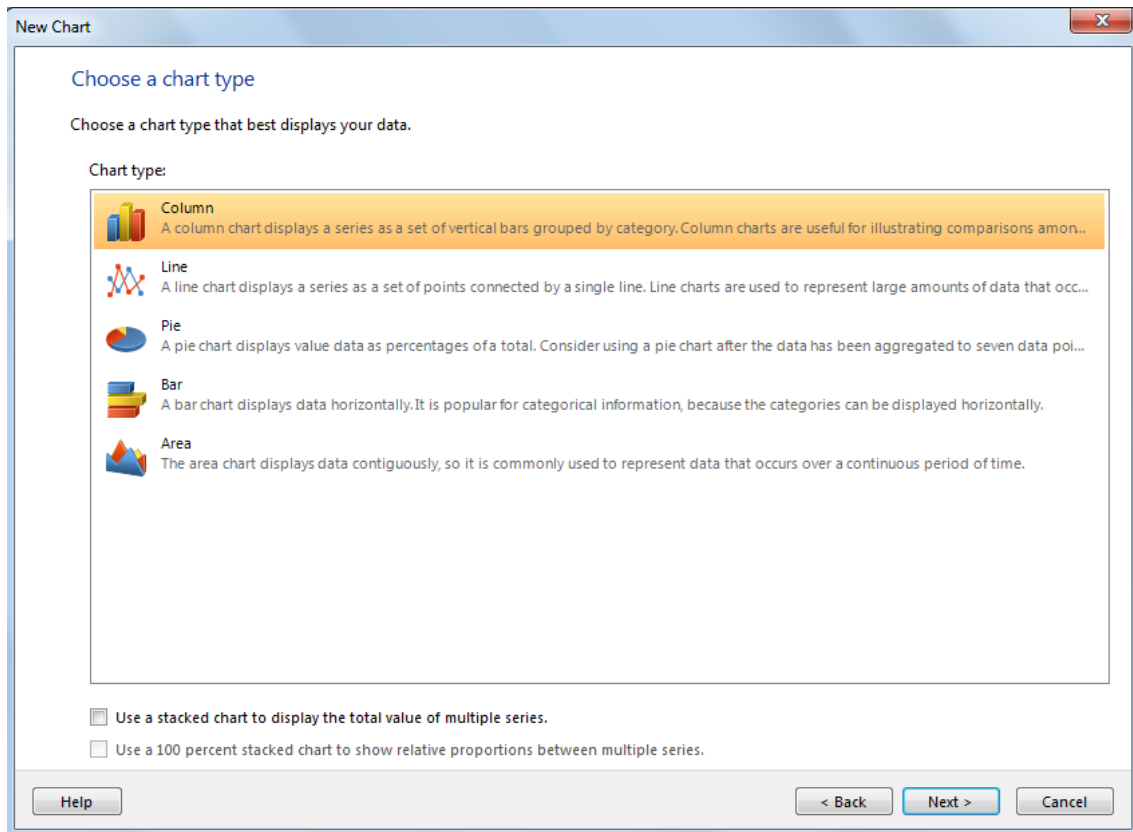 New Chart
Choose a chart type
Choose a chart type that best displays your data.
Chart type:
Column
A column chart displays a series as a set of vertical bars grouped by category. Column charts are useful for illustrating comparisons amon...
Line
A line chart displays a series as a set of points connected by a single line. Line charts are used to represent large amounts of data that occ...
Pie
A pie chart displays value data as percentages of a total. Consider using a pie chart after the data has been aggregated to seven data poi...
Bar
A bar chart displays data horizontally. It is popular for categorical information, because the categories can be displayed horizontally.
Area
The area chart displays data contiguously, so it is commonly used to represent data that occurs over a continuous period of time.
Use a stacked chart to display the total value of multiple series.
Use a 100 percent stacked chart to show relative proportions between multiple series.
Help
< Back
Next >
Cancel